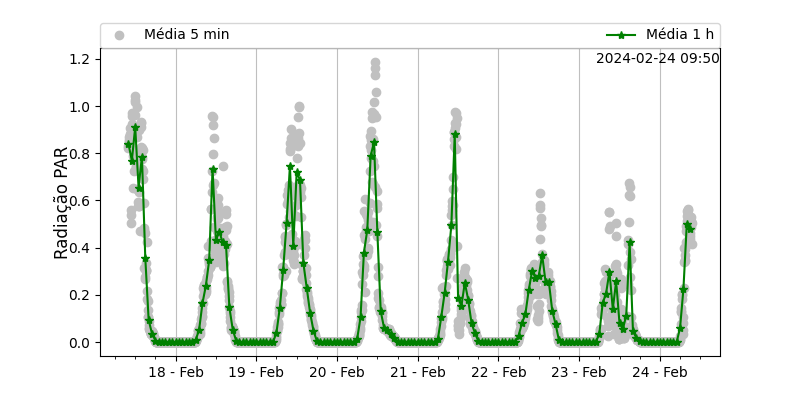 Média 5 min Média 1 h
2024-02-24 09:50
1.2
1.0
0.8
0.6
0.4
0.2
0.0
Radiação PAR
18 - Feb 19 - Feb 20 - Feb 21 - Feb 22 - Feb 23 - Feb 24 - Feb